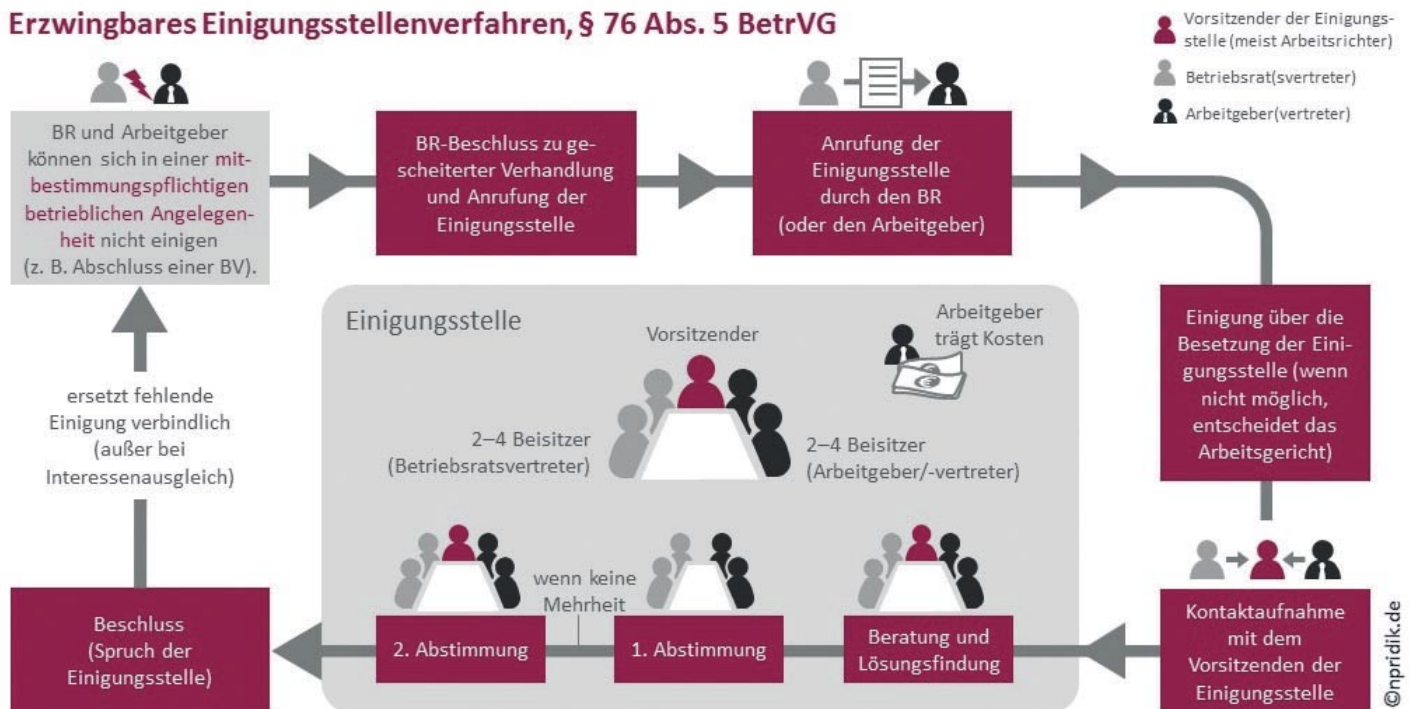 Erzwingbares Einigungsstellenverfahren, § 76 Abs. 5 BetrVG
Vorsitzender der Einigungs-
stelle (meist Arbeitsrichter)
Betriebsrat(svertreter)
Arbeitgeber(vertreter)
BR und Arbeitgeber
können sich in einer mit-
bestimmungspflichtigen
betrieblichen Angelegen-
heit nicht einigen
(z. B. Abschluss einer BV).
BR-Beschluss zu ge-
scheiterter Verhandlung
und Anrufung der
Einigungsstelle
Anrufung der
Einigungsstelle
durch den BR
(oder den Arbeitgeber)
Einigung über die
Besetzung der Eini-
gungsstelle (wenn
nicht möglich,
entscheidet das
Arbeitsgericht)
Kontaktaufnahme
mit dem
Vorsitzenden der
Einigungsstelle
Einigungsstelle
Vorsitzender
Arbeitgeber
trägt Kosten
2–4 Beisitzer
(Betriebsratsvertreter)
2–4 Beisitzer
(Arbeitgeber/-vertreter)
Beratung und
Lösungsfindung
1. Abstimmung
wenn keine
Mehrheit
2. Abstimmung
Beschluss
(Spruch der
Einigungsstelle)
ersetzt fehlende
Einigung verbindlich
(außer bei
Interessenausgleich)
©npridik.de